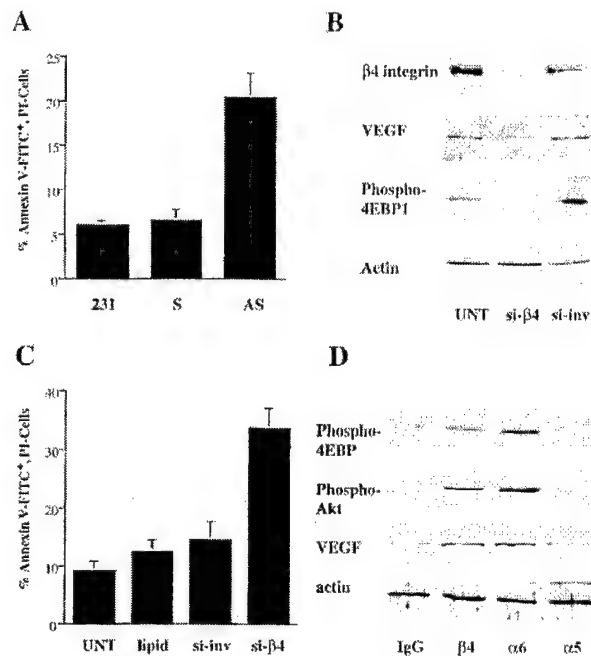 A
% Annexin V-FITC+, PI-Cells
25
20
15
10
5
0
231 S AS
B
β4 integrin
VEGF
Phospho-
4EBP1
Actin
UNT si-β4 si-inv
C
% Annexin V-FITC+, PI-Cells
40
30
20
10
0
UNT lipid si-inv si-β4
D
Phospho-
4EBP
Phospho-
Akt
VEGF
actin
IgG β4 α6 α5